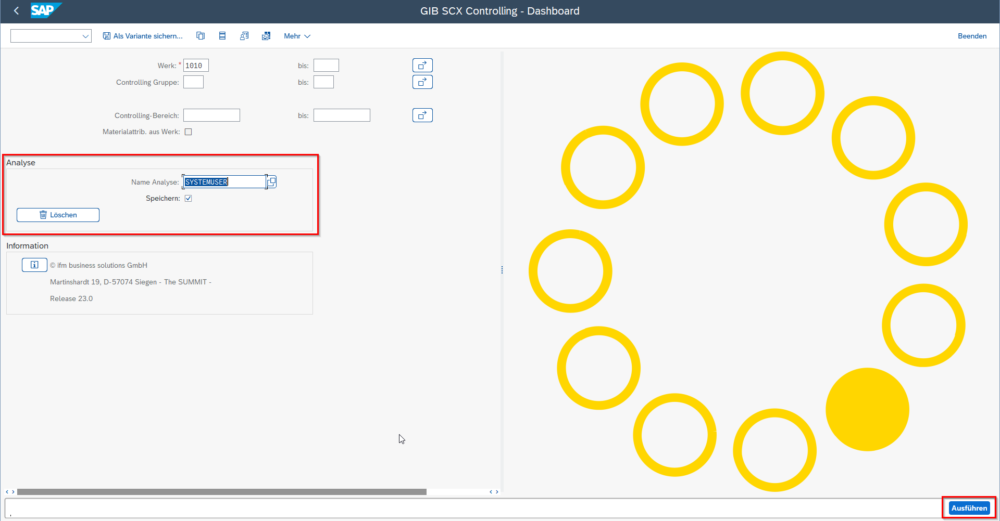 SAP
GIB SCX Controlling - Dashboard
Als Variante sichern...
Mehr
Beenden
Werk: * 1010 bis:
Controlling Gruppe: bis:
Controlling-Bereich: bis:
Materialattrib. aus Werk:
Analyse
Name Analyse: SYSTEMUSER
Speichern:
Löschen
Information
© ifm business solutions GmbH
Martinshardt 19, D-57074 Siegen - The SUMMIT -
Release 23.0
Ausführen